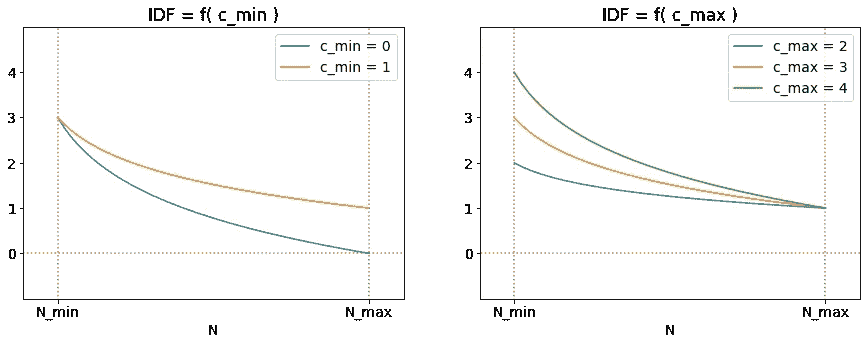 IDF = f( c_min )
c_min = 0
c_min = 1
4
3
2
1
0
N_min
N_max
N
IDF = f( c_max )
c_max = 2
c_max = 3
c_max = 4
4
3
2
1
0
N_min
N_max
N